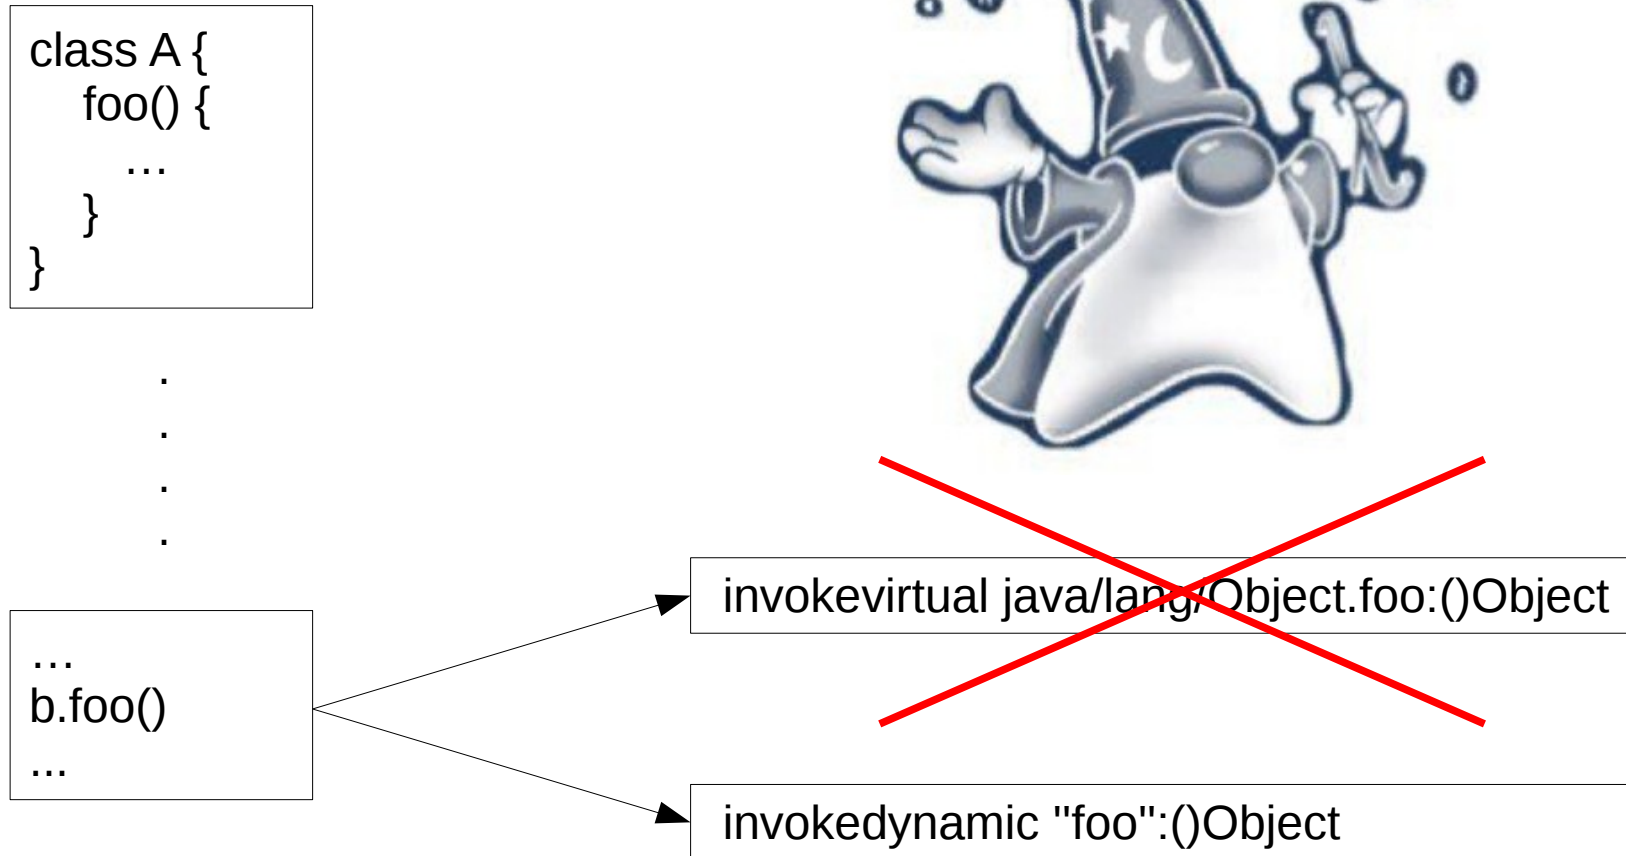 class A {
foo() {
…
}
}
.
.
.
.
…
b.foo()
...
invokevirtual java/lang/Object.foo:()Object
invokedynamic "foo":()Object